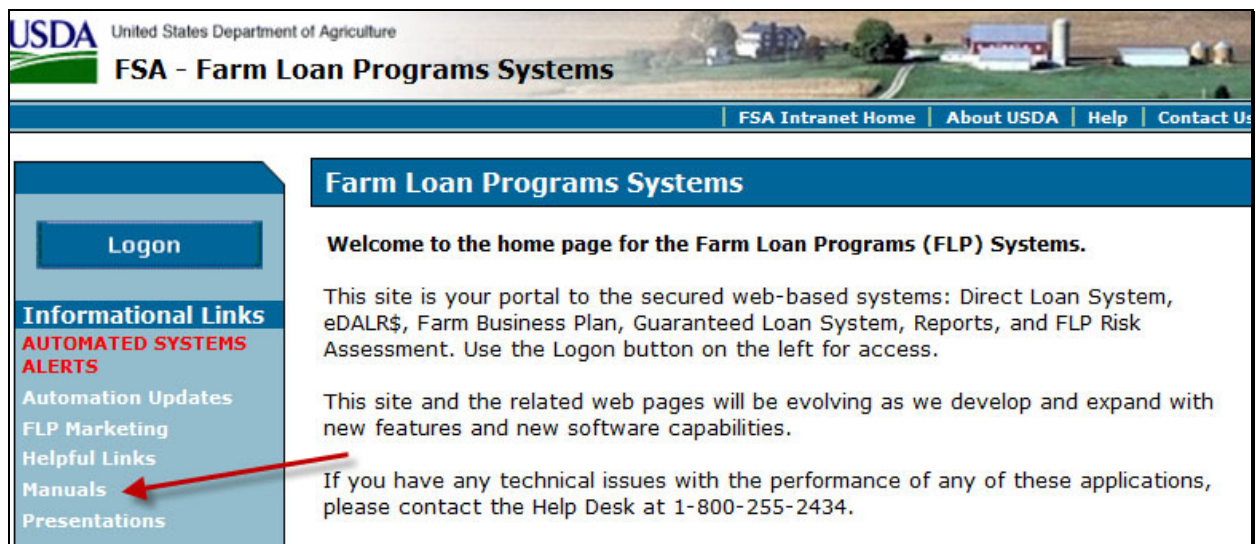 USDA United States Department of Agriculture
FSA - Farm Loan Programs Systems
FSA Intranet Home | About USDA | Help | Contact Us
Farm Loan Programs Systems
Logon
Welcome to the home page for the Farm Loan Programs (FLP) Systems.
This site is your portal to the secured web-based systems: Direct Loan System,
eDALR$, Farm Business Plan, Guaranteed Loan System, Reports, and FLP Risk
Assessment. Use the Logon button on the left for access.
This site and the related web pages will be evolving as we develop and expand with
new features and new software capabilities.
If you have any technical issues with the performance of any of these applications,
please contact the Help Desk at 1-800-255-2434.
Informational Links
AUTOMATED SYSTEMS
ALERTS
Automation Updates
FLP Marketing
Helpful Links
Manuals
Presentations